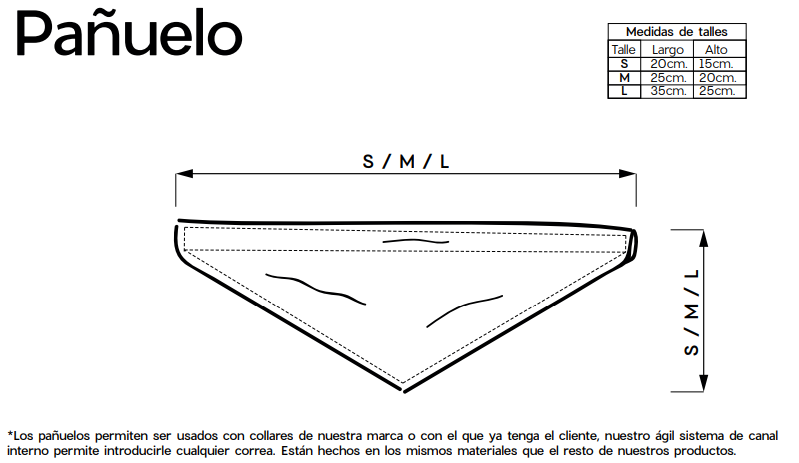 Pañuelo
Medidas de talles
Talle Largo Alto
S 20cm. 15cm.
M 25cm. 20cm.
L 35cm. 25cm.
S / M / L
S / M / L
*Los pañuelos permiten ser usados con collares de nuestra marca o con el que ya tenga el cliente, nuestro ágil sistema de canal
interno permite introducirle cualquier correa. Están hechos en los mismos materiales que el resto de nuestros productos.